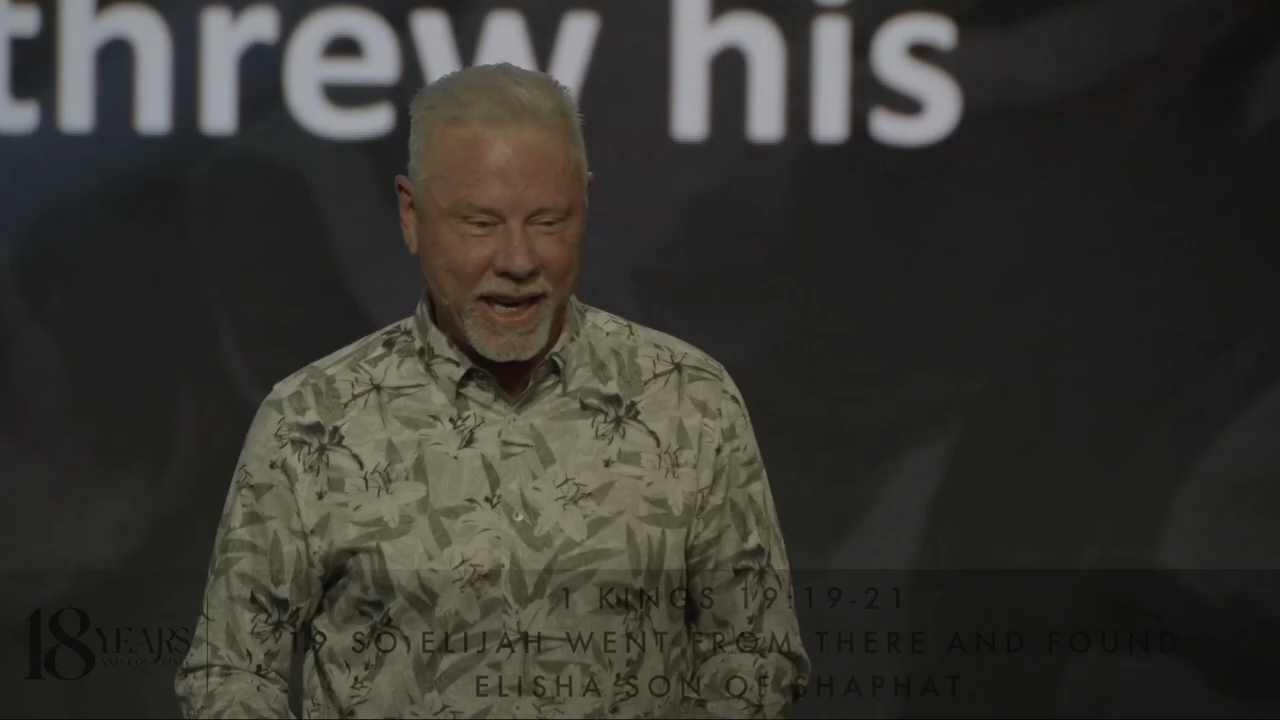 threw his
1 KINGS 19:19-21
19 SO ELIJAH WENT FROM THERE AND FOUND
ELISHA SON OF SHAPHAT.
18 YEARS
AND